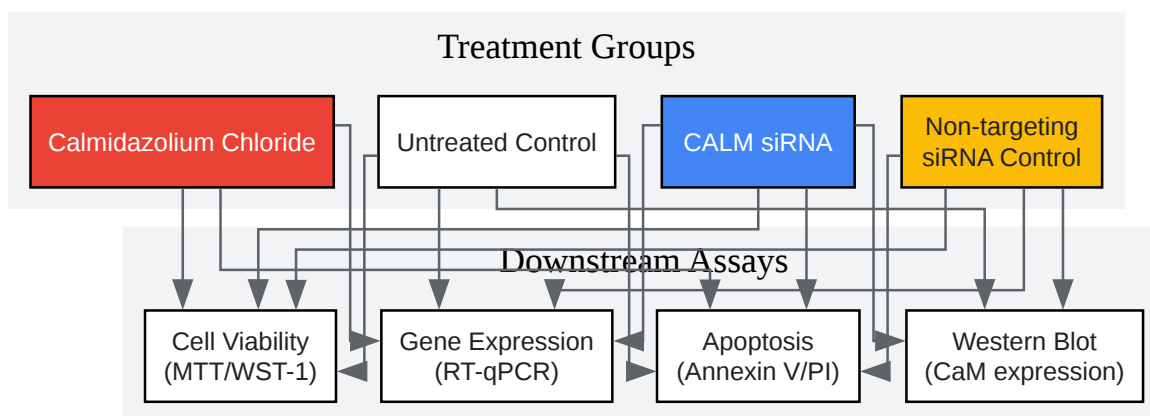 Treatment Groups
Calmidazolium Chloride
Untreated Control
CALM siRNA
Non-targeting
siRNA Control
Downstream Assays
Cell Viability
(MTT/WST-1)
Gene Expression
(RT-qPCR)
Apoptosis
(Annexin V/PI)
Western Blot
(CaM expression)